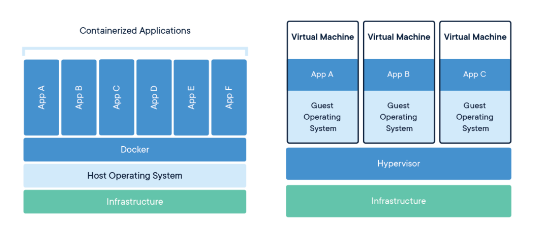 Containerized Applications
App A
App B
App C
App D
App E
App F
Docker
Host Operating System
Infrastructure
Virtual Machine
App A
Guest
Operating
System
Virtual Machine
App B
Guest
Operating
System
Virtual Machine
App C
Guest
Operating
System
Hypervisor
Infrastructure